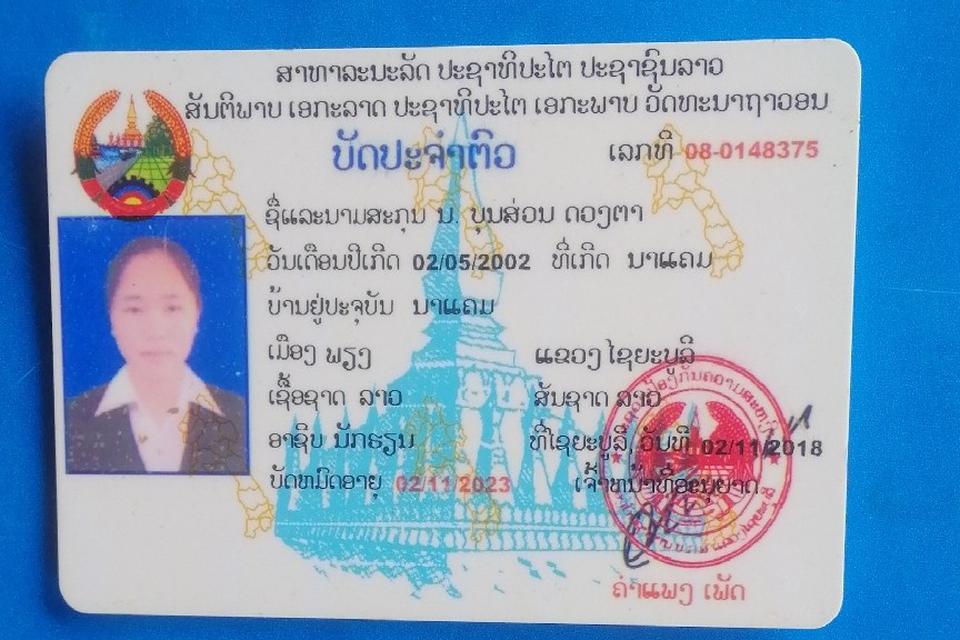 ສາທາລະນະລັດ ປະຊາທິປະໄຕ ປະຊາຊົນລາວ
ສັນຕິພາບ ເອກະລາດ ປະຊາທິປະໄຕ ເອກະພາບ ວັດທະນາຖາວອນ
ບັດປະຈຳຕົວ ເລກທີ 08-0148375
ຊື່ແລະນາມສະກຸນ ນ. ບຸນສ່ວນ ດວງຕາ
ວັນເດືອນປີເກີດ 02/05/2002 ທີ່ເກີດ ນາແຄມ
ບ້ານຢູ່ປະຈຸບັນ ນາແຄມ
ເມືອງ ພຽງ ແຂວງ ໄຊຍະບູລີ
ເຊື້ອຊາດ ລາວ ສັນຊາດ ລາວ
ອາຊີບ ນັກຮຽນ ທີ່ໄຊຍະບູລີ, ວັນທີ 02/11/2018
ບັດຫມົດອາຍຸ 02/11/2023 ເຈົ້າຫນ້າທີ່ອະນຸຍາດ
ຄຳແພງ ເພັດ